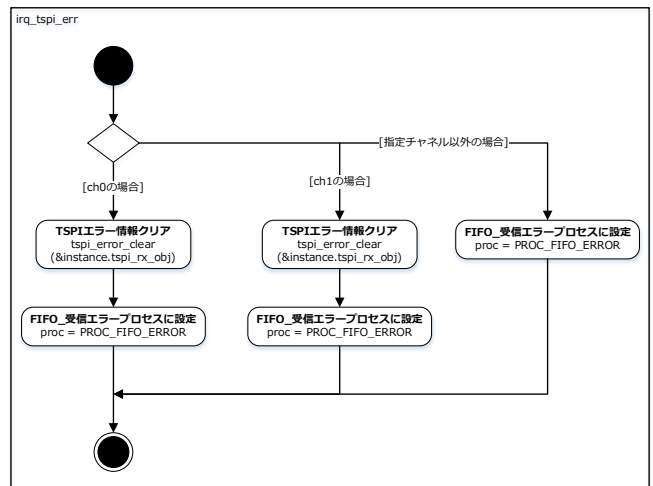 irq_tspi_err
[指定チャネル以外の場合]
[ch0の場合]
[ch1の場合]
TSPIエラー情報クリア
tspi_error_clear
(&instance.tspi_rx_obj)
TSPIエラー情報クリア
tspi_error_clear
(&instance.tspi_rx_obj)
FIFO_受信エラープロセスに設定
proc = PROC_FIFO_ERROR
FIFO_受信エラープロセスに設定
proc = PROC_FIFO_ERROR
FIFO_受信エラープロセスに設定
proc = PROC_FIFO_ERROR